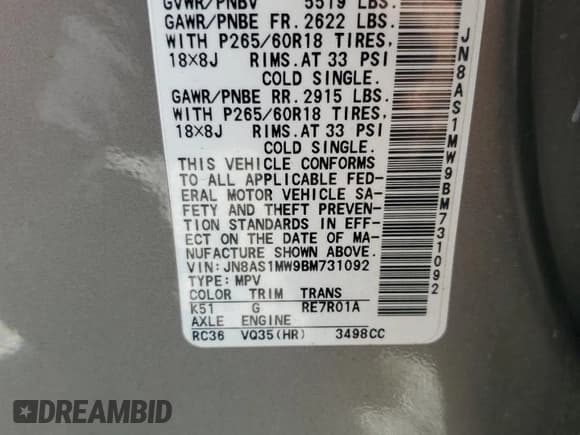 GVWR/PNBV 5519 LBS.
GAWR/PNBE FR. 2622 LBS.
WITH P265/60R18 TIRES,
18×8J RIMS. AT 33 PSI
COLD SINGLE.
GAWR/PNBE RR. 2915 LBS.
WITH P265/60R18 TIRES,
18×8J RIMS. AT 33 PSI
COLD SINGLE.
THIS VEHICLE CONFORMS
TO ALL APPLICABLE FED-
ERAL MOTOR VEHICLE SA-
FETY AND THEFT PREVEN-
TION STANDARDS IN EFF-
ECT ON THE DATE OF MA-
NUFACTURE SHOWN ABOVE.
VIN: JN8AS1MW9BM731092
TYPE: MPV
COLOR TRIM TRANS
K51 G RE7R01A
AXLE ENGINE
RC36 VQ35(HR) 3498CC
JN8AS1MW9BM731092
DREAMBID